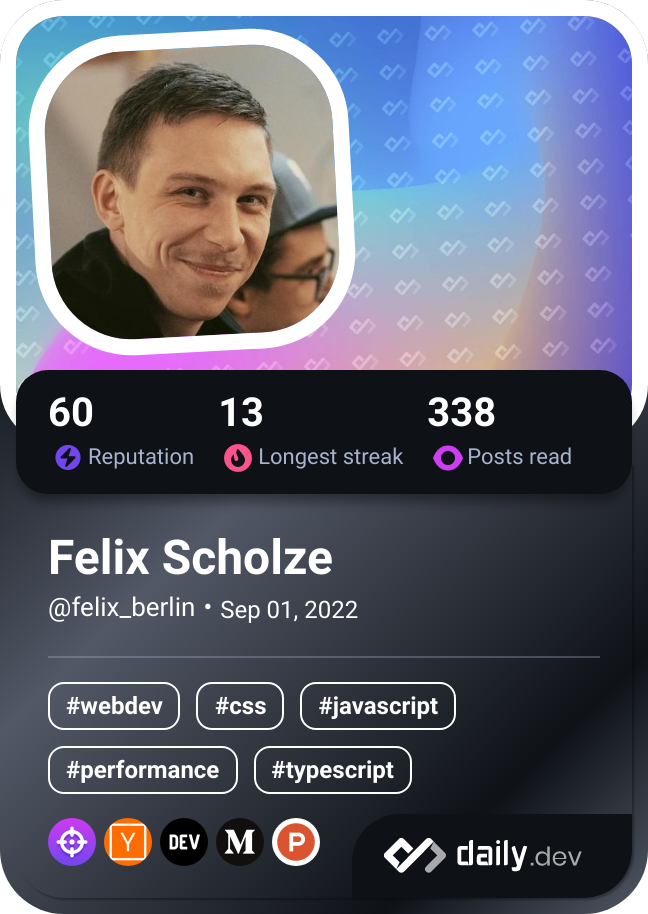 60 13 338
Reputation Longest streak Posts read
Felix Scholze
@felix_berlin • Sep 01, 2022
#webdev #css #javascript
#performance #typescript
Y DEV M P
daily.dev